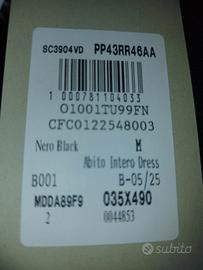 SC3904VD PP43RR46AA
1 000781104033
O1001TU99FN
CFC0122548003
Nero Black M
Abito Intero Dress
B001 B-05/25
MDDA89F9 035X490
2 0044853
subito